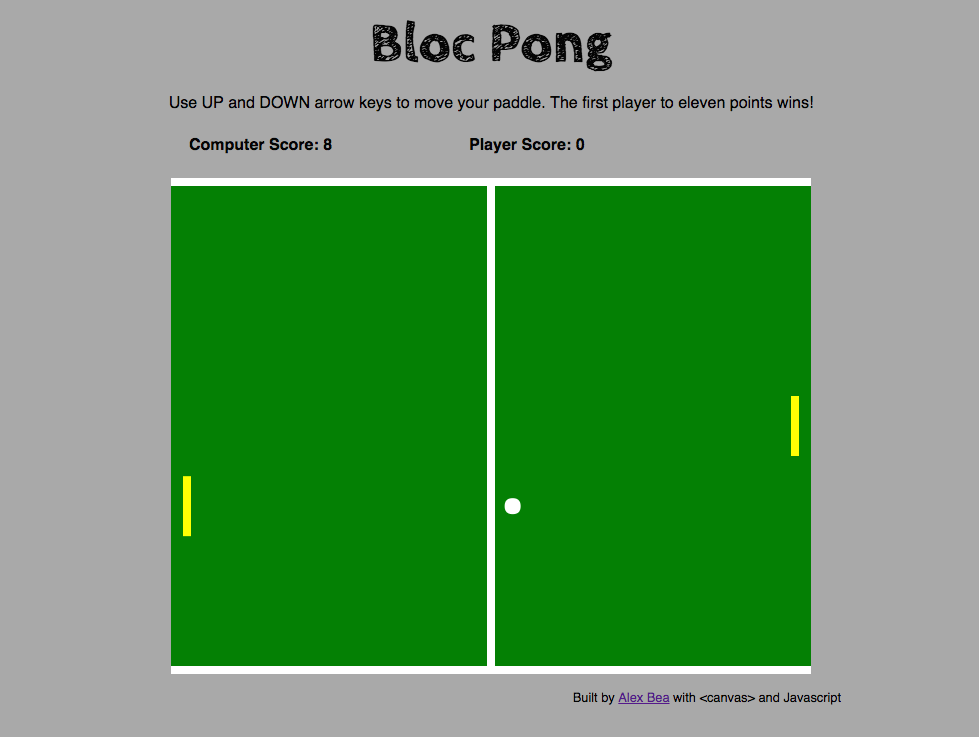 Bloc Pong
Use UP and DOWN arrow keys to move your paddle. The first player to eleven points wins!
Computer Score: 8 Player Score: 0
Built by Alex Bea with <canvas> and Javascript